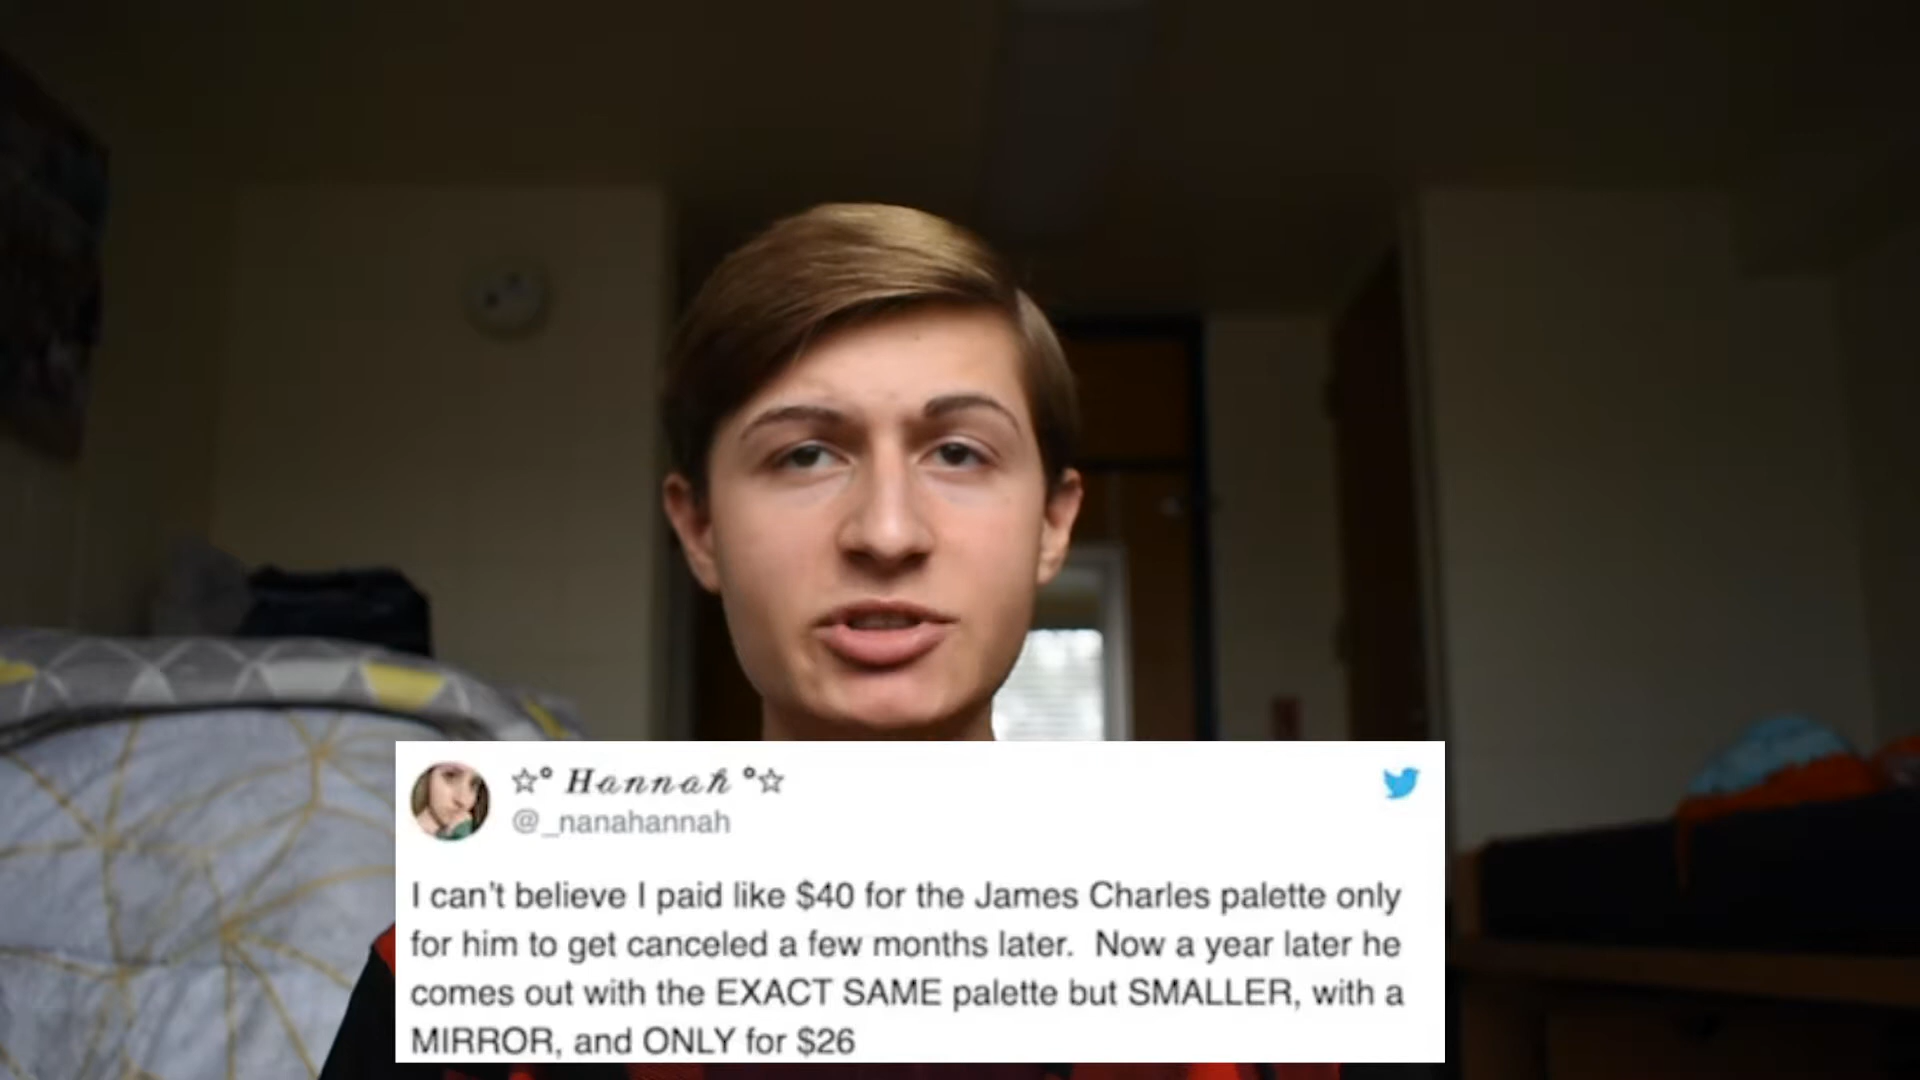 ☆° 𝐻𝒶𝓃𝓃𝒶𝒽 °☆
@_nanahannah
I can't believe I paid like $40 for the James Charles palette only
for him to get canceled a few months later.  Now a year later he
comes out with the EXACT SAME palette but SMALLER, with a
MIRROR, and ONLY for $26